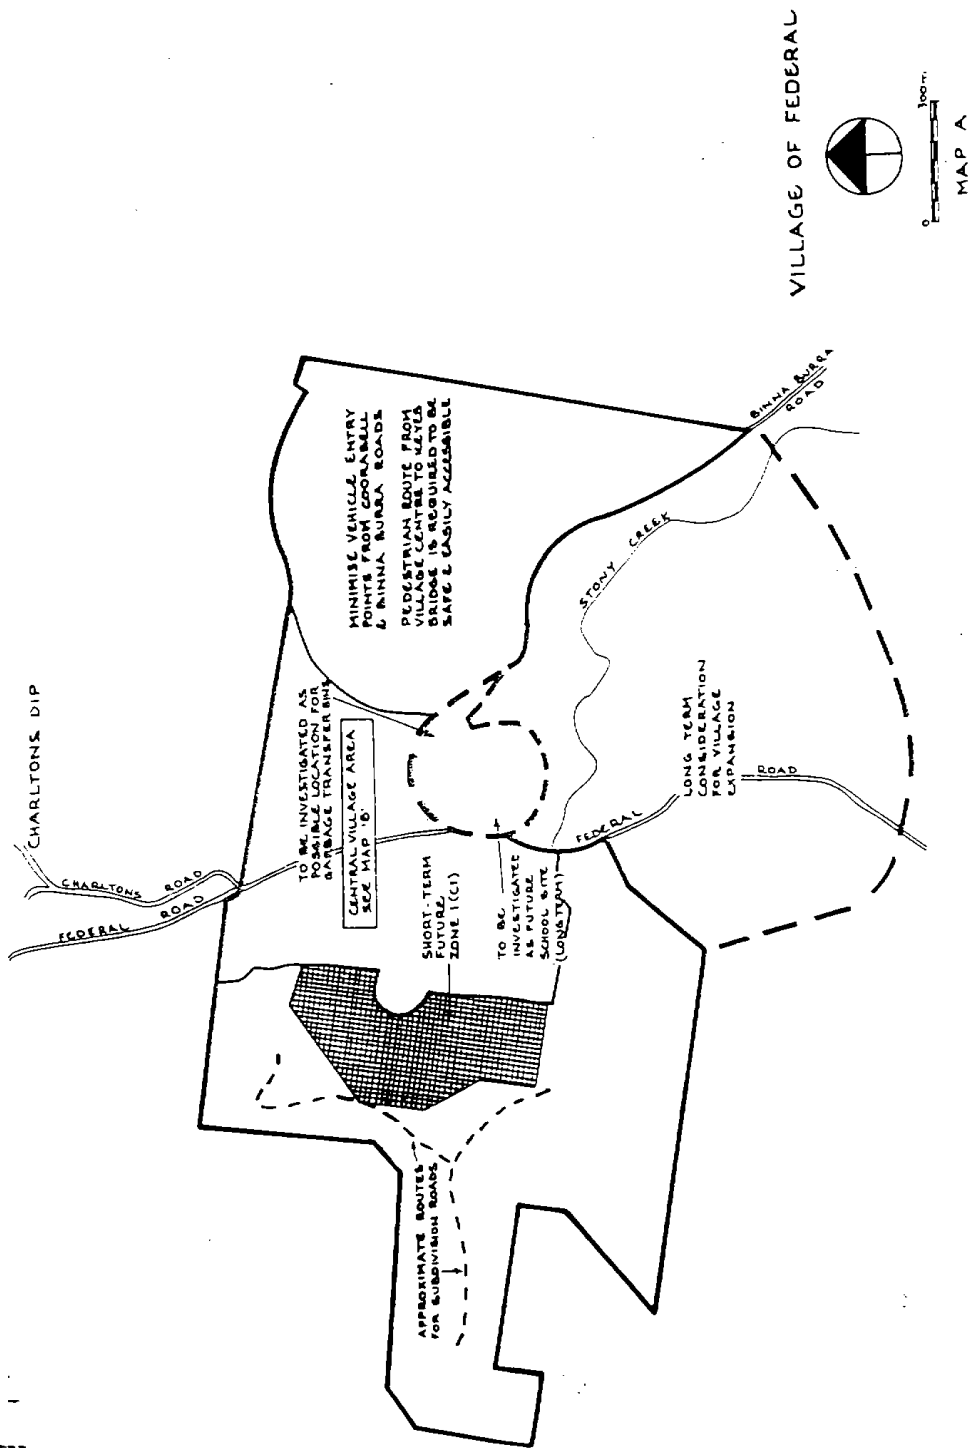 CHARLTONS DIP
CHARLTONS ROAD
FEDERAL ROAD
TO BE INVESTIGATED AS
POSSIBLE LOCATION FOR
GARBAGE TRANSFER BINS
CENTRAL VILLAGE AREA
SEE MAP 'B'
MINIMISE VEHICLE ENTRY
POINTS FROM COORABELL
& BINNA BURRA ROADS
PEDESTRIAN ROUTE FROM
VILLAGE CENTRE TO KEYES
BRIDGE IS REQUIRED TO BE
SAFE & EASILY ACCESSIBLE
SHORT-TERM
FUTURE
ZONE 1(C1)
TO BE
INVESTIGATED
AS FUTURE
SCHOOL SITE
(LONG TERM)
APPROXIMATE ROUTES
FOR SUBDIVISION ROADS
STONY CREEK
FEDERAL
ROAD
LONG TERM
CONSIDERATION
FOR VILLAGE
EXPANSION
BINNA BURRA
ROAD
VILLAGE OF FEDERAL
0 300m.
MAP A